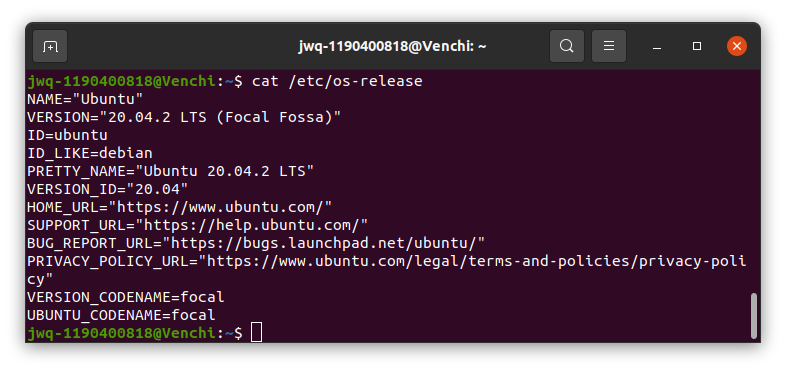 jwq-1190400818@Venchi: ~
jwq-1190400818@Venchi:~$ cat /etc/os-release
NAME="Ubuntu"
VERSION="20.04.2 LTS (Focal Fossa)"
ID=ubuntu
ID_LIKE=debian
PRETTY_NAME="Ubuntu 20.04.2 LTS"
VERSION_ID="20.04"
HOME_URL="https://www.ubuntu.com/"
SUPPORT_URL="https://help.ubuntu.com/"
BUG_REPORT_URL="https://bugs.launchpad.net/ubuntu/"
PRIVACY_POLICY_URL="https://www.ubuntu.com/legal/terms-and-policies/privacy-poli
cy"
VERSION_CODENAME=focal
UBUNTU_CODENAME=focal
jwq-1190400818@Venchi:~$